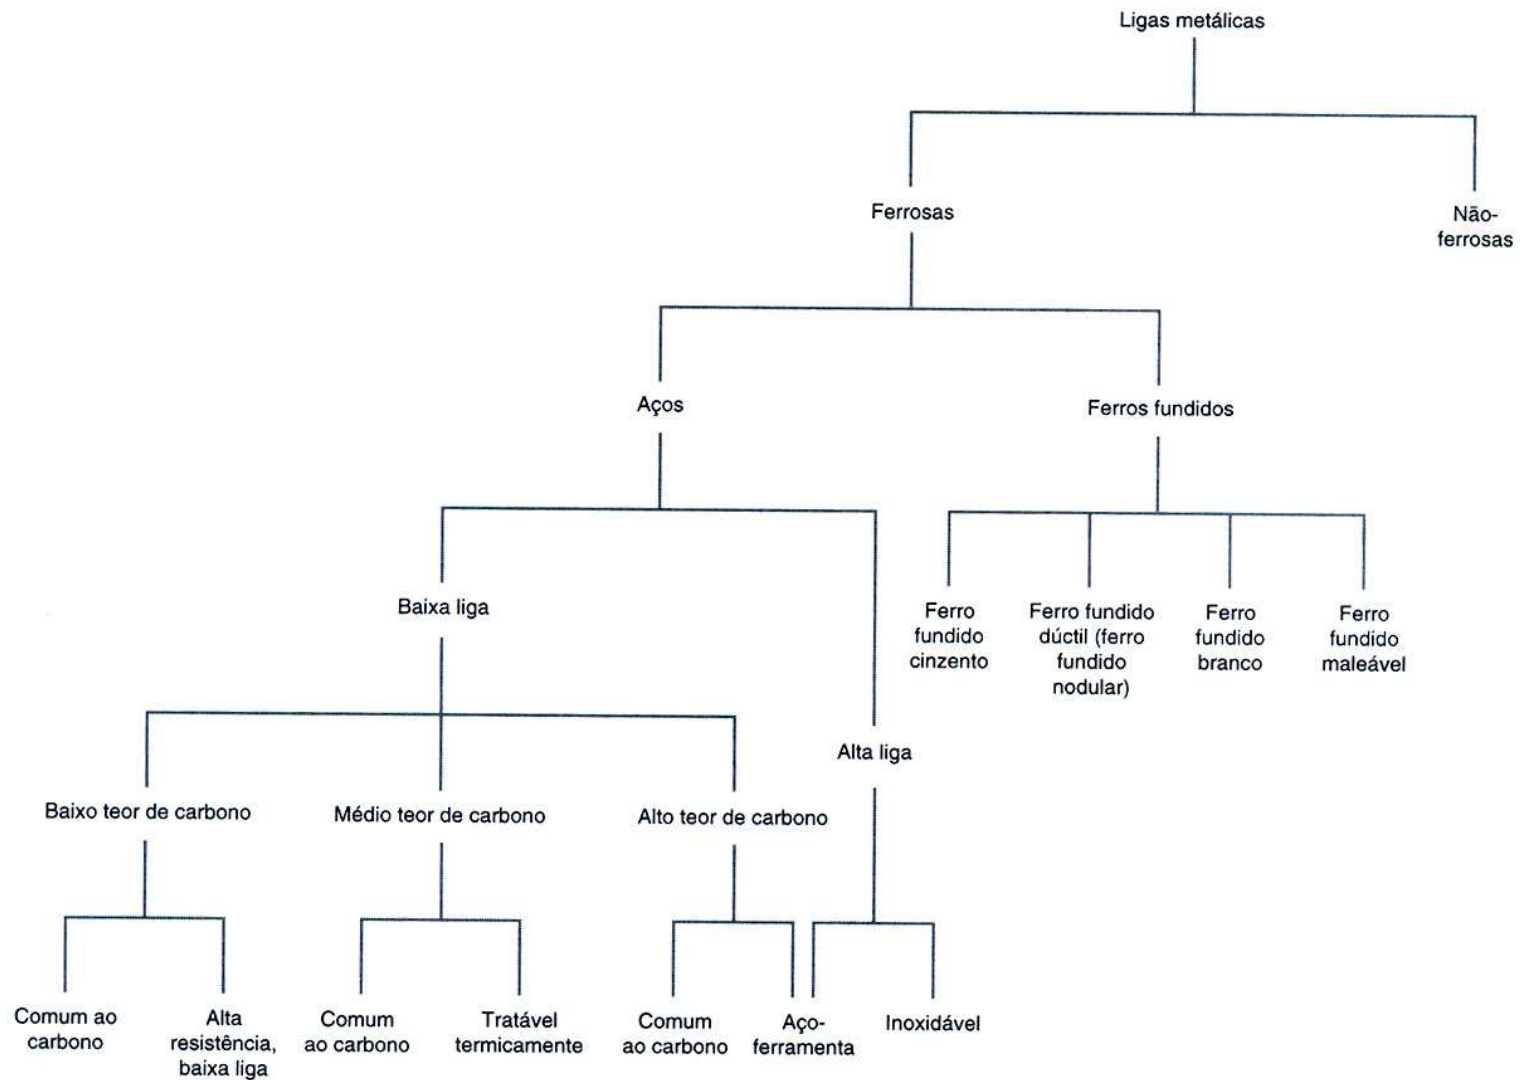 Ligas metálicas
Ferrosas
Não-
ferrosas
Aços
Ferros fundidos
Baixa liga
Ferro
fundido
cinzento
Ferro fundido
dúctil (ferro
fundido
nodular)
Ferro
fundido
branco
Ferro
fundido
maleável
Alta liga
Baixo teor de carbono
Médio teor de carbono
Alto teor de carbono
Comum ao
carbono
Alta
resistência,
baixa liga
Comum
ao carbono
Tratável
termicamente
Comum
ao carbono
Aço-
ferramenta
Inoxidável